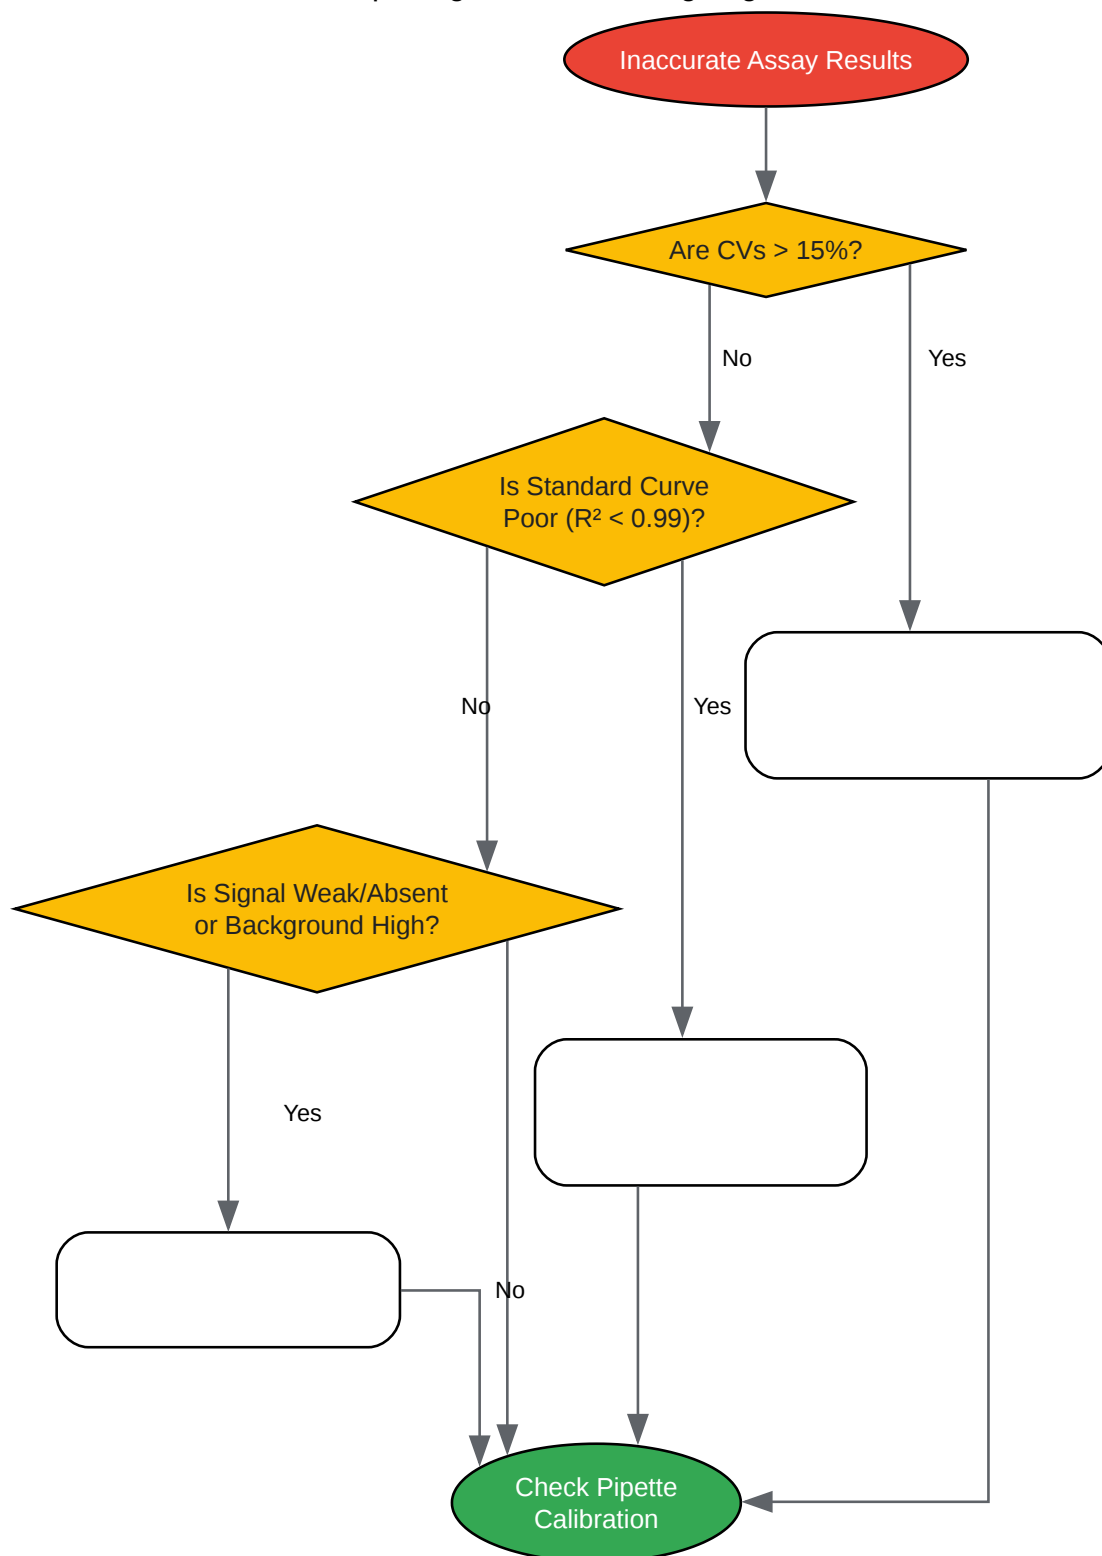 Inaccurate Assay Results
Are CVs > 15%?
No
Yes
Is Standard Curve
Poor (R² < 0.99)?
No
Yes
Is Signal Weak/Absent
or Background High?
Yes
No
Check Pipette
Calibration